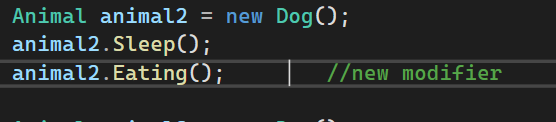 Animal animal2 = new Dog();
animal2.Sleep();
animal2.Eating();        //new modifier